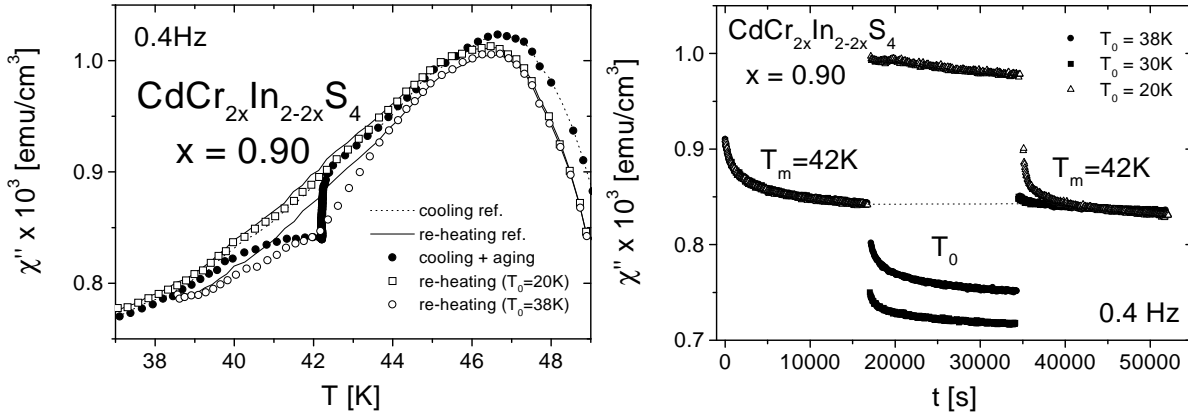 0.4Hz
CdCr2xIn2-2xS4
x = 0.90
cooling ref.
re-heating ref.
cooling + aging
re-heating (T0=20K)
re-heating (T0=38K)
1.0
0.9
0.8
χ'' x 10³ [emu/cm³]
38 40 42 44 46 48
T [K]
CdCr2xIn2-2xS4
x = 0.90
T0 = 38K
T0 = 30K
T0 = 20K
Tm=42K
Tm=42K
T0
0.4 Hz
1.0
0.9
0.8
0.7
χ'' x 10³ [emu/cm³]
0 10000 20000 30000 40000 50000
t [s]